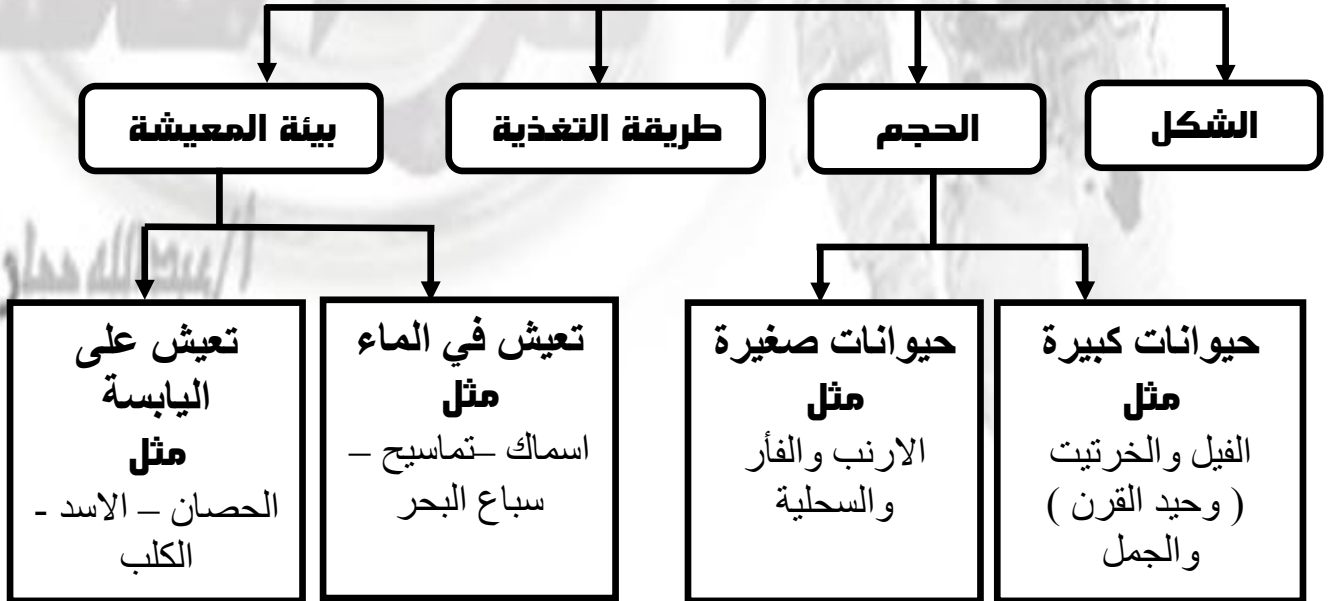 الشكل
الحجم
طريقة التغذية
بيئة المعيشة
حيوانات كبيرة
مثل
الفيل والخرتيت
( وحيد القرن )
والجمل
حيوانات صغيرة
مثل
الارنب والفأر
والسحلية
تعيش في الماء
مثل
اسماك –تماسيح –
سباع البحر
تعيش على
اليابسة
مثل
الحصان – الاسد -
الكلب
أ/عبدالله